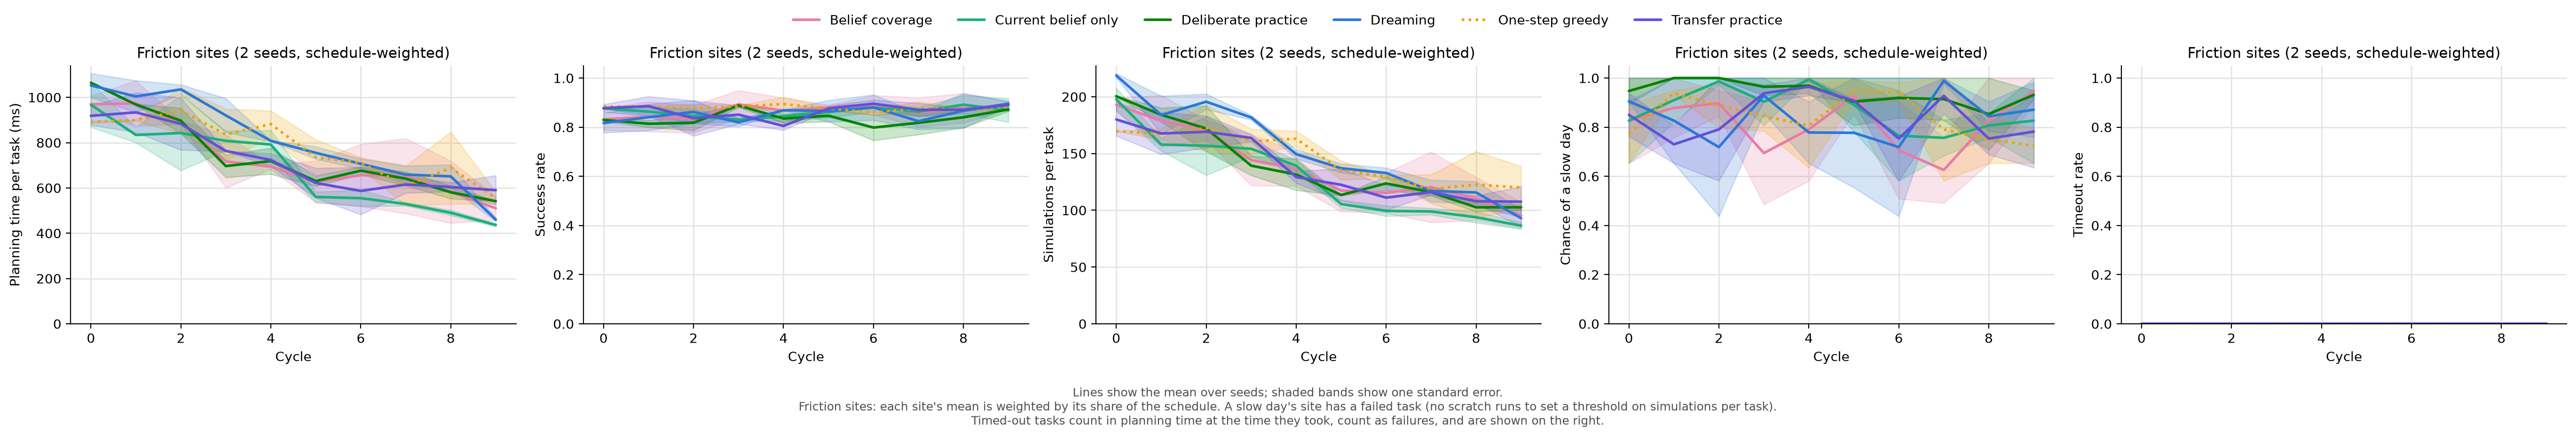 Belief coverage Current belief only Deliberate practice Dreaming One-step greedy Transfer practice
Friction sites (2 seeds, schedule-weighted)
Planning time per task (ms)
1000
800
600
400
200
0
0 2 4 6 8
Cycle
Friction sites (2 seeds, schedule-weighted)
Success rate
1.0
0.8
0.6
0.4
0.2
0.0
0 2 4 6 8
Cycle
Friction sites (2 seeds, schedule-weighted)
Simulations per task
200
150
100
50
0
0 2 4 6 8
Cycle
Friction sites (2 seeds, schedule-weighted)
Chance of a slow day
1.0
0.8
0.6
0.4
0.2
0.0
0 2 4 6 8
Cycle
Friction sites (2 seeds, schedule-weighted)
Timeout rate
1.0
0.8
0.6
0.4
0.2
0.0
0 2 4 6 8
Cycle
Lines show the mean over seeds; shaded bands show one standard error.
Friction sites: each site's mean is weighted by its share of the schedule. A slow day's site has a failed task (no scratch runs to set a threshold on simulations per task).
Timed-out tasks count in planning time at the time they took, count as failures, and are shown on the right.